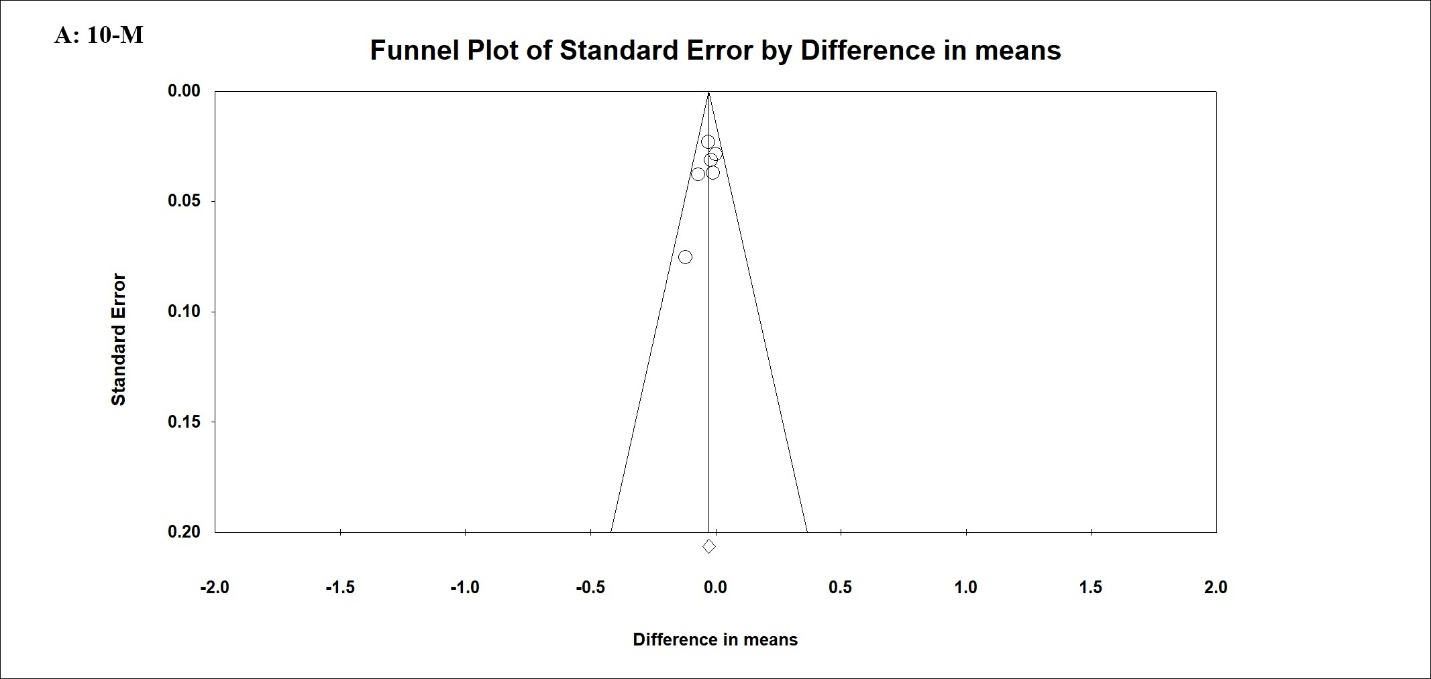 A: 10-M
Funnel Plot of Standard Error by Difference in means
0.00
0.05
0.10
0.15
0.20
Standard Error
-2.0 -1.5 -1.0 -0.5 0.0 0.5 1.0 1.5 2.0
Difference in means